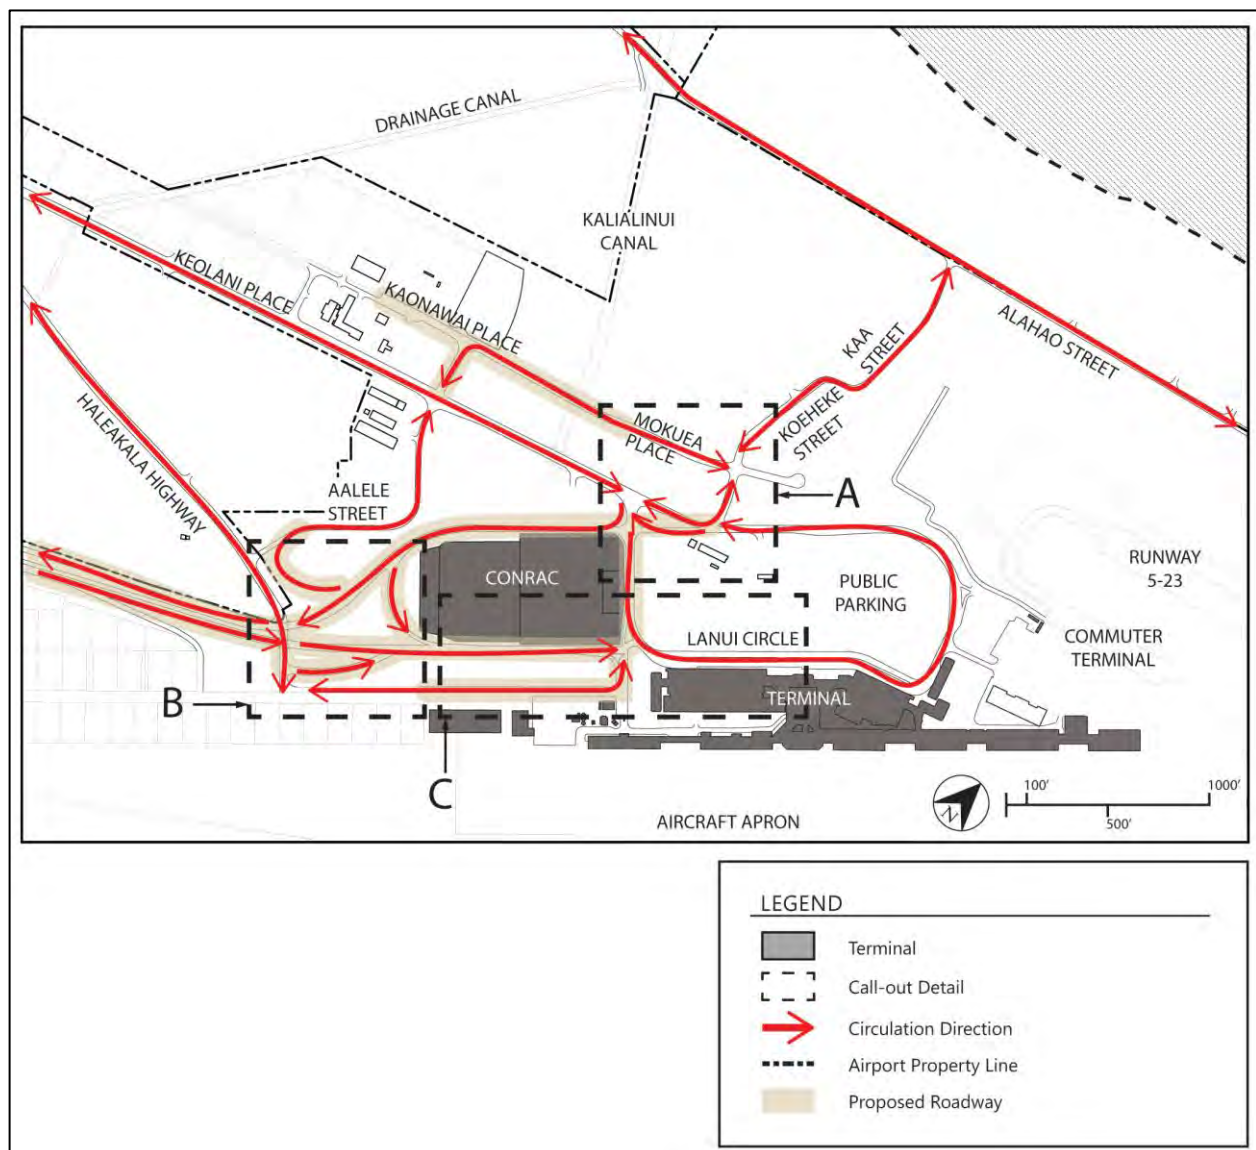 DRAINAGE CANAL
KALIALINUI
CANAL
KEOLANI PLACE
KAONAWAI PLACE
KAA
STREET
ALAHAO STREET
HALEAKALA HIGHWAY
MOKUEA
PLACE
KOEHEKE
STREET
AALELE
STREET
A
CONRAC
PUBLIC
PARKING
RUNWAY
5-23
LANUI CIRCLE
COMMUTER
TERMINAL
TERMINAL
B
C
AIRCRAFT APRON
N
100'
1000'
500'
LEGEND
Terminal
Call-out Detail
Circulation Direction
Airport Property Line
Proposed Roadway